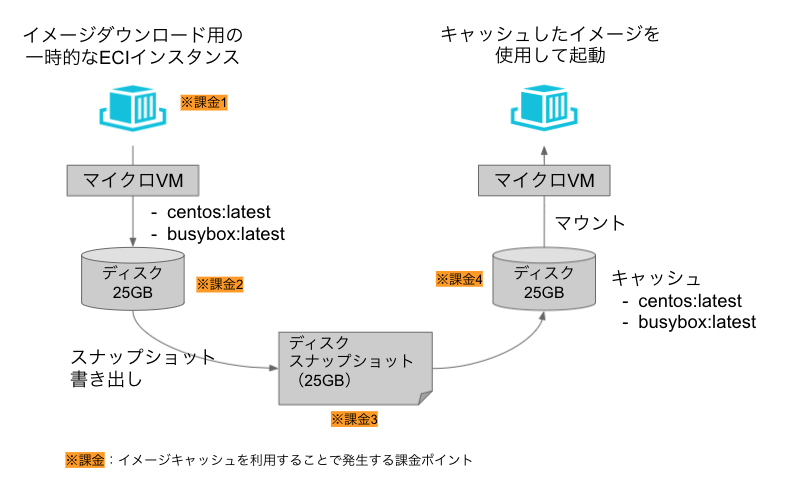 イメージダウンロード用の
一時的なECIインスタンス
※課金1
マイクロVM
- centos:latest
- busybox:latest
ディスク
25GB
※課金2
スナップショット
書き出し
ディスク
スナップショット
（25GB）
※課金3
キャッシュしたイメージを
使用して起動
マイクロVM
マウント
※課金4
ディスク
25GB
キャッシュ
- centos:latest
- busybox:latest
※課金：イメージキャッシュを利用することで発生する課金ポイント